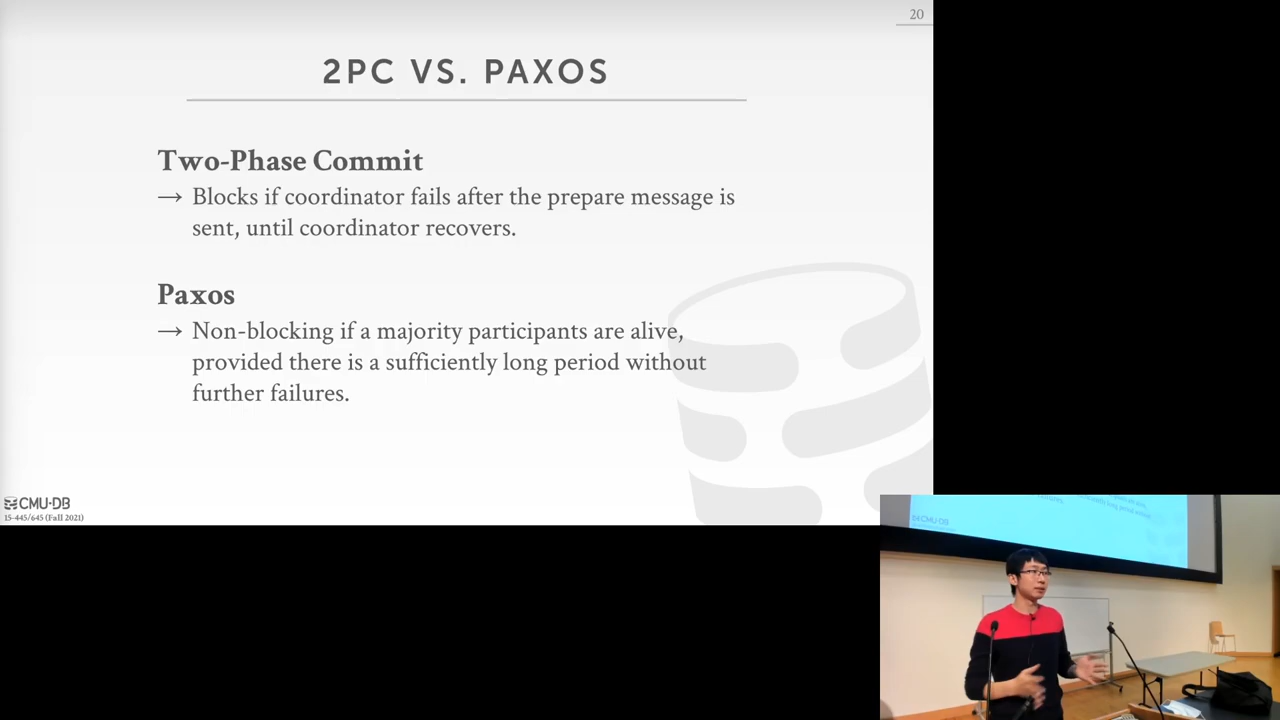 20
2PC VS. PAXOS
Two-Phase Commit
→ Blocks if coordinator fails after the prepare message is
sent, until coordinator recovers.
Paxos
→ Non-blocking if a majority participants are alive,
provided there is a sufficiently long period without
further failures.
CMU·DB
15-445/645 (Fall 2021)
CMU·DB